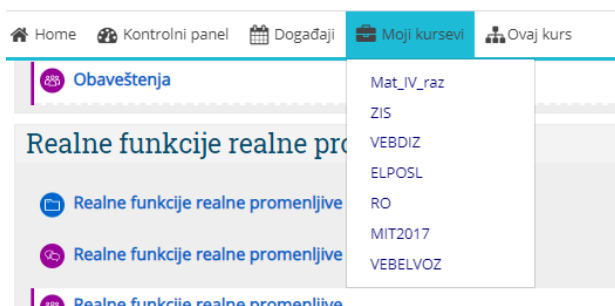 Home Kontrolni panel Događaji Moji kursevi Ovaj kurs
Obaveštenja
Mat_IV_raz
ZIS
VEBDIZ
ELPOSL
RO
MIT2017
VEBELVOZ
Realne funkcije realne
Realne funkcije realne promenljive
Realne funkcije realne promenljive
Realne funkcije realne promenljive